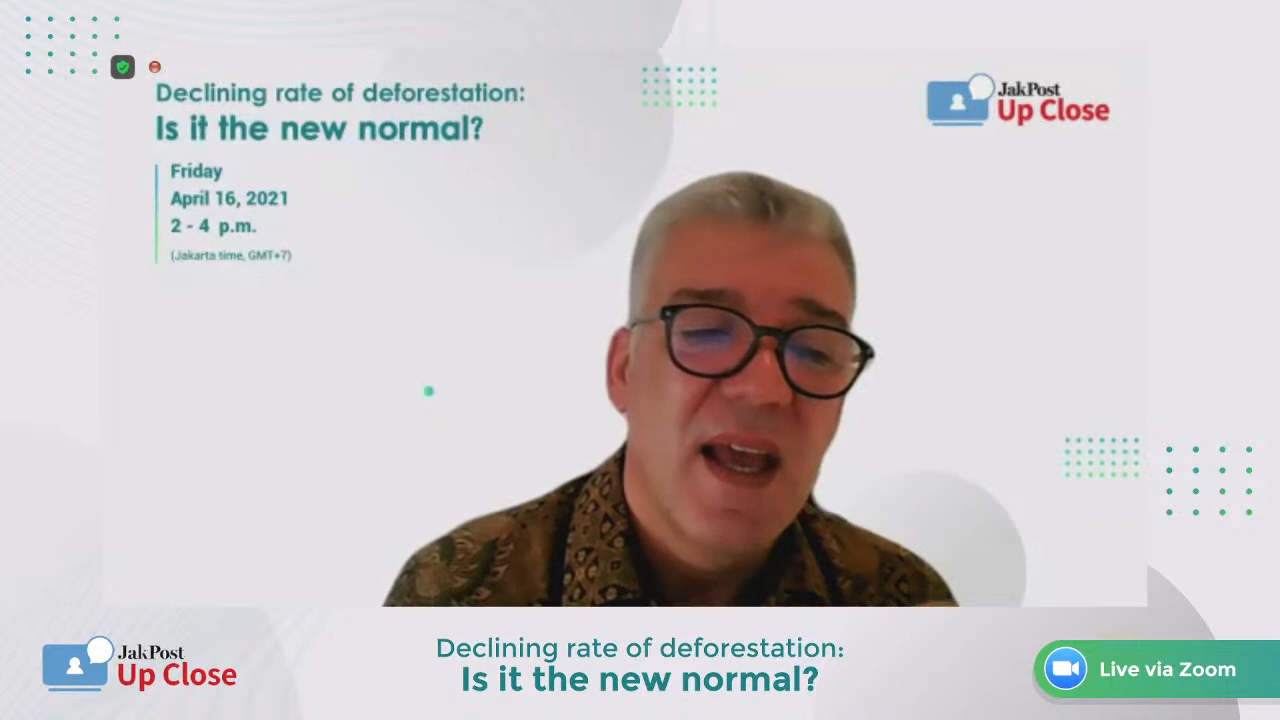 Declining rate of deforestation:
Is it the new normal?
Friday
April 16, 2021
2 - 4 p.m.
(Jakarta time, GMT+7)
JakPost
Up Close
JakPost
Up Close
Declining rate of deforestation:
Is it the new normal?
Live via Zoom